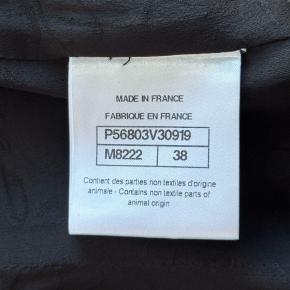 MADE IN FRANCE
FABRIQUE EN FRANCE
P56803V30919
M8222 38
Contient des parties non textiles d'origine
animale - Contains non textile parts of
animal origin